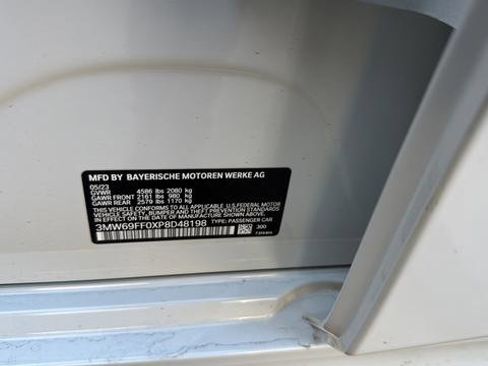 MFD BY BAYERISCHE MOTOREN WERKE AG
05/23
GVWR 4586 lbs 2080 kg
GAWR FRONT 2161 lbs 980 kg
GAWR REAR 2579 lbs 1170 kg
THIS VEHICLE CONFORMS TO ALL APPLICABLE U.S. FEDERAL MOTOR
VEHICLE SAFETY, BUMPER, AND THEFT PREVENTION STANDARDS
IN EFFECT ON THE DATE OF MANUFACTURE SHOWN ABOVE.
3MW69FF0XP8D48198 TYPE: PASSENGER CAR
300